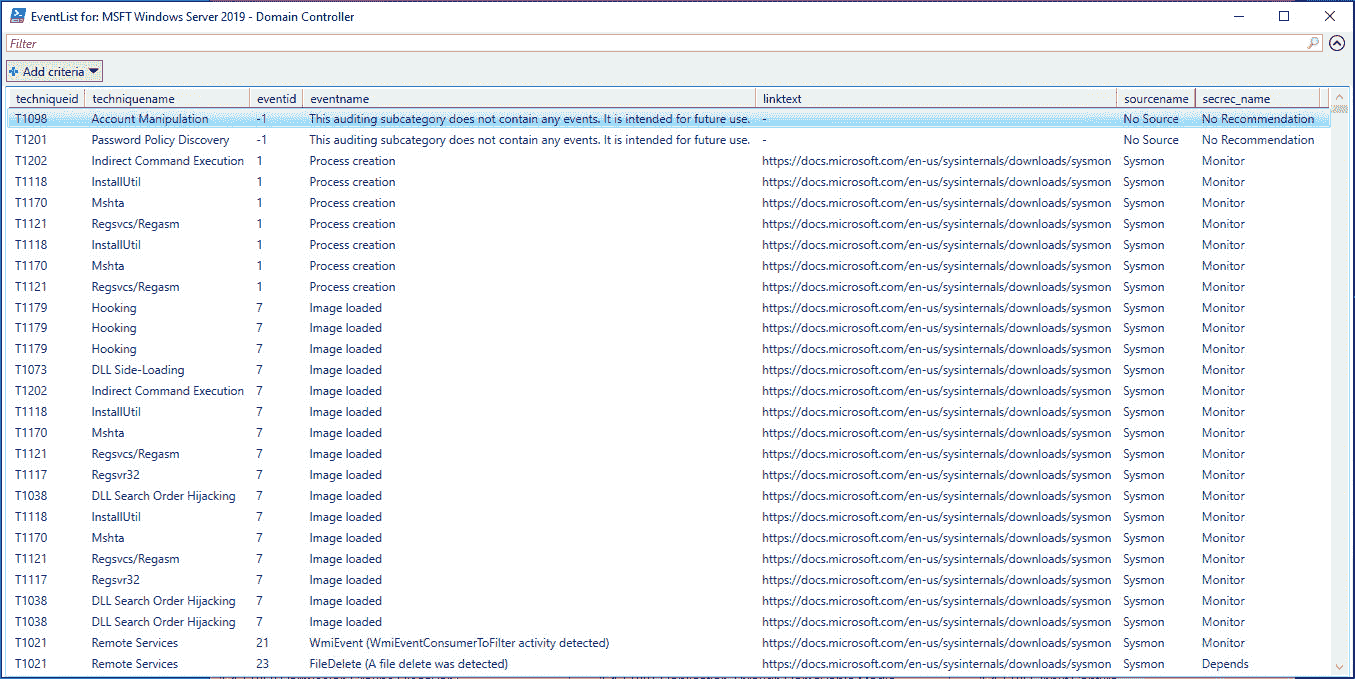 EventList for: MSFT Windows Server 2019 - Domain Controller
Filter
Add criteria
techniqueid techniquename eventid eventname linktext sourcename secrec_name
T1098 Account Manipulation -1 This auditing subcategory does not contain any events. It is intended for future use. - No Source No Recommendation
T1201 Password Policy Discovery -1 This auditing subcategory does not contain any events. It is intended for future use. - No Source No Recommendation
T1202 Indirect Command Execution 1 Process creation https://docs.microsoft.com/en-us/sysinternals/downloads/sysmon Sysmon Monitor
T1118 InstallUtil 1 Process creation https://docs.microsoft.com/en-us/sysinternals/downloads/sysmon Sysmon Monitor
T1170 Mshta 1 Process creation https://docs.microsoft.com/en-us/sysinternals/downloads/sysmon Sysmon Monitor
T1121 Regsvcs/Regasm 1 Process creation https://docs.microsoft.com/en-us/sysinternals/downloads/sysmon Sysmon Monitor
T1118 InstallUtil 1 Process creation https://docs.microsoft.com/en-us/sysinternals/downloads/sysmon Sysmon Monitor
T1170 Mshta 1 Process creation https://docs.microsoft.com/en-us/sysinternals/downloads/sysmon Sysmon Monitor
T1121 Regsvcs/Regasm 1 Process creation https://docs.microsoft.com/en-us/sysinternals/downloads/sysmon Sysmon Monitor
T1179 Hooking 7 Image loaded https://docs.microsoft.com/en-us/sysinternals/downloads/sysmon Sysmon Monitor
T1179 Hooking 7 Image loaded https://docs.microsoft.com/en-us/sysinternals/downloads/sysmon Sysmon Monitor
T1179 Hooking 7 Image loaded https://docs.microsoft.com/en-us/sysinternals/downloads/sysmon Sysmon Monitor
T1073 DLL Side-Loading 7 Image loaded https://docs.microsoft.com/en-us/sysinternals/downloads/sysmon Sysmon Monitor
T1202 Indirect Command Execution 7 Image loaded https://docs.microsoft.com/en-us/sysinternals/downloads/sysmon Sysmon Monitor
T1118 InstallUtil 7 Image loaded https://docs.microsoft.com/en-us/sysinternals/downloads/sysmon Sysmon Monitor
T1170 Mshta 7 Image loaded https://docs.microsoft.com/en-us/sysinternals/downloads/sysmon Sysmon Monitor
T1121 Regsvcs/Regasm 7 Image loaded https://docs.microsoft.com/en-us/sysinternals/downloads/sysmon Sysmon Monitor
T1117 Regsvr32 7 Image loaded https://docs.microsoft.com/en-us/sysinternals/downloads/sysmon Sysmon Monitor
T1038 DLL Search Order Hijacking 7 Image loaded https://docs.microsoft.com/en-us/sysinternals/downloads/sysmon Sysmon Monitor
T1118 InstallUtil 7 Image loaded https://docs.microsoft.com/en-us/sysinternals/downloads/sysmon Sysmon Monitor
T1170 Mshta 7 Image loaded https://docs.microsoft.com/en-us/sysinternals/downloads/sysmon Sysmon Monitor
T1121 Regsvcs/Regasm 7 Image loaded https://docs.microsoft.com/en-us/sysinternals/downloads/sysmon Sysmon Monitor
T1117 Regsvr32 7 Image loaded https://docs.microsoft.com/en-us/sysinternals/downloads/sysmon Sysmon Monitor
T1038 DLL Search Order Hijacking 7 Image loaded https://docs.microsoft.com/en-us/sysinternals/downloads/sysmon Sysmon Monitor
T1038 DLL Search Order Hijacking 7 Image loaded https://docs.microsoft.com/en-us/sysinternals/downloads/sysmon Sysmon Monitor
T1021 Remote Services 21 WmiEvent (WmiEventConsumerToFilter activity detected) https://docs.microsoft.com/en-us/sysinternals/downloads/sysmon Sysmon Monitor
T1021 Remote Services 23 FileDelete (A file delete was detected) https://docs.microsoft.com/en-us/sysinternals/downloads/sysmon Sysmon Depends